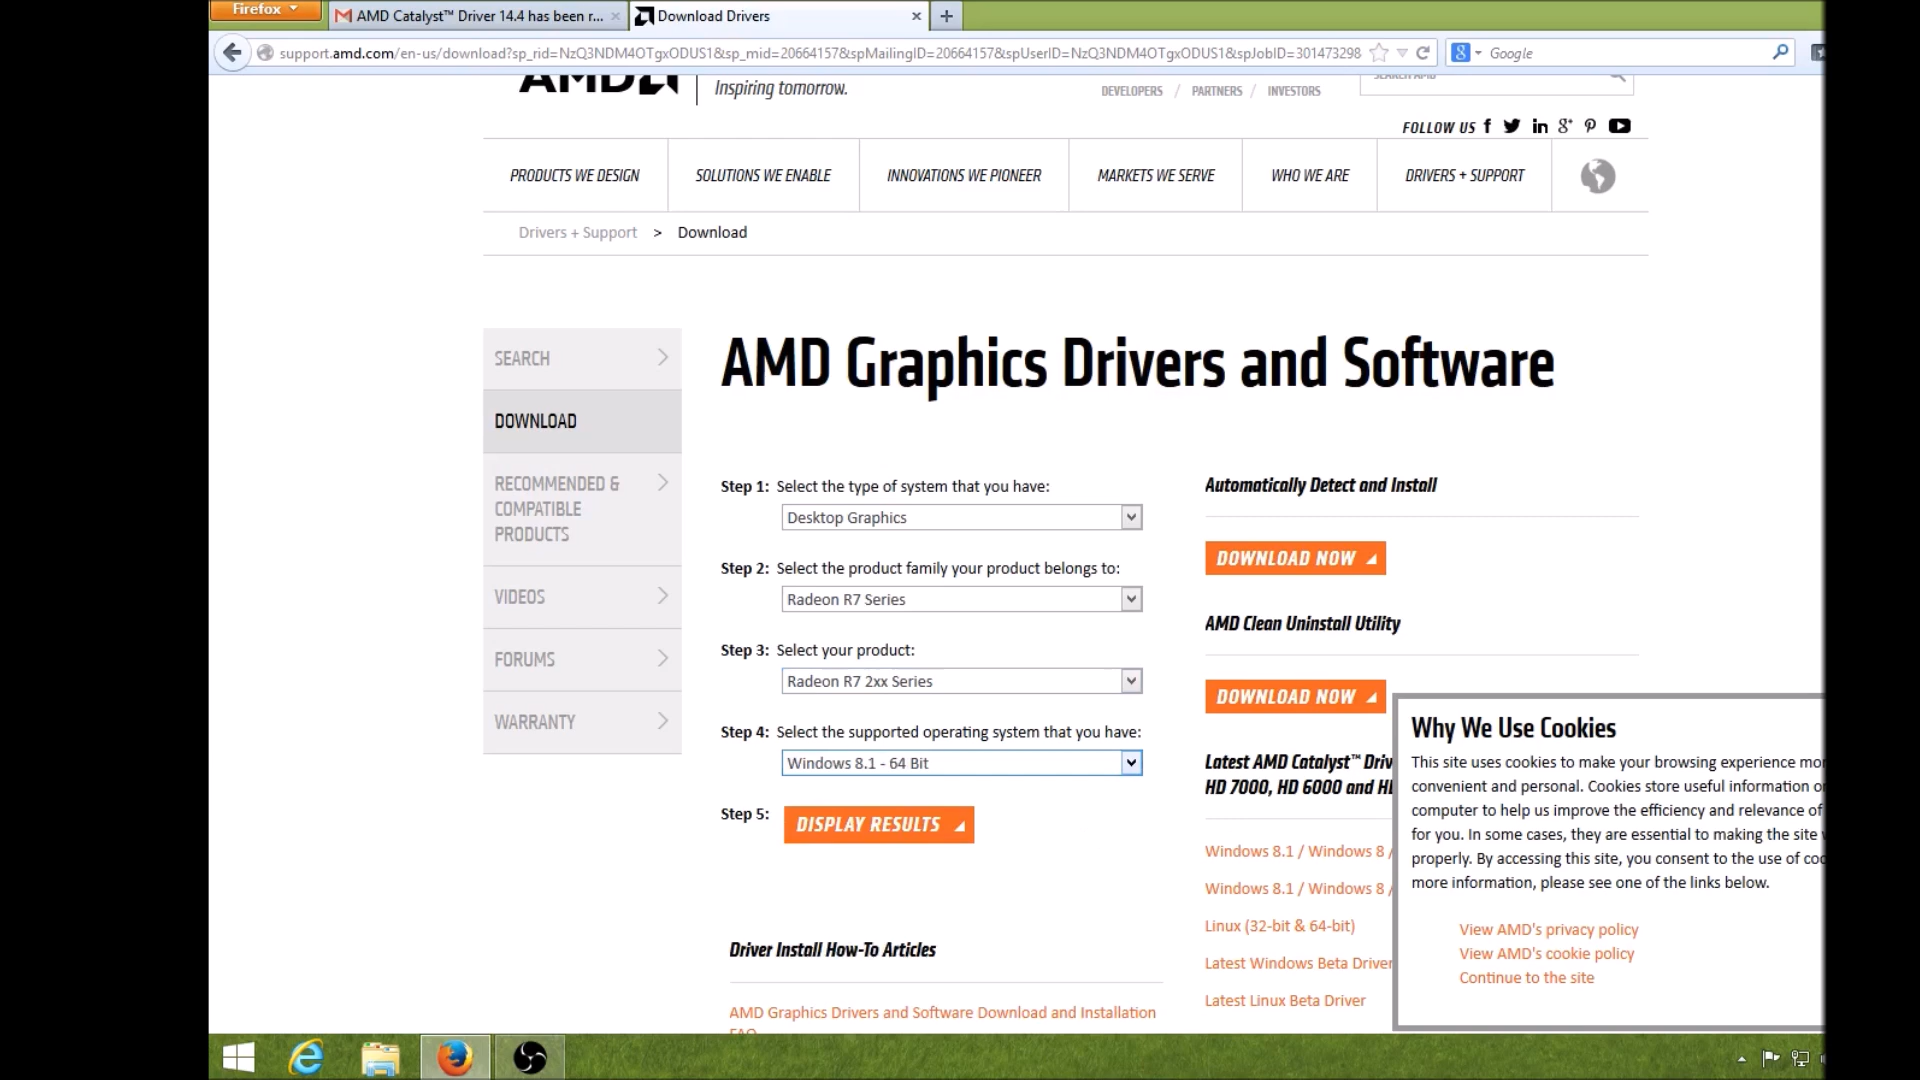 Firefox
AMD Catalyst™ Driver 14.4 has been r...
Download Drivers
support.amd.com/en-us/download?sp_rid=NzQ3NDM4OTgxODUS1&sp_mid=20664157&spMailingID=20664157&spUserID=NzQ3NDM4OTgxODUS1&spJobID=301473298
Google
AMD
Inspiring tomorrow.
DEVELOPERS / PARTNERS / INVESTORS
SEARCH AMD
FOLLOW US
PRODUCTS WE DESIGN
SOLUTIONS WE ENABLE
INNOVATIONS WE PIONEER
MARKETS WE SERVE
WHO WE ARE
DRIVERS + SUPPORT
Drivers + Support > Download
SEARCH
DOWNLOAD
RECOMMENDED &
COMPATIBLE
PRODUCTS
VIDEOS
FORUMS
WARRANTY
AMD Graphics Drivers and Software
Step 1: Select the type of system that you have:
Desktop Graphics
Step 2: Select the product family your product belongs to:
Radeon R7 Series
Step 3: Select your product:
Radeon R7 2xx Series
Step 4: Select the supported operating system that you have:
Windows 8.1 - 64 Bit
Step 5: DISPLAY RESULTS
Driver Install How-To Articles
AMD Graphics Drivers and Software Download and Installation
FAQ
Automatically Detect and Install
DOWNLOAD NOW
AMD Clean Uninstall Utility
DOWNLOAD NOW
Latest AMD Catalyst™ Driv
HD 7000, HD 6000 and H
Windows 8.1 / Windows 8 /
Windows 8.1 / Windows 8 /
Linux (32-bit & 64-bit)
Latest Windows Beta Driver
Latest Linux Beta Driver
Why We Use Cookies
This site uses cookies to make your browsing experience mor
convenient and personal. Cookies store useful information o
computer to help us improve the efficiency and relevance of
for you. In some cases, they are essential to making the site
properly. By accessing this site, you consent to the use of coo
more information, please see one of the links below.
View AMD's privacy policy
View AMD's cookie policy
Continue to the site